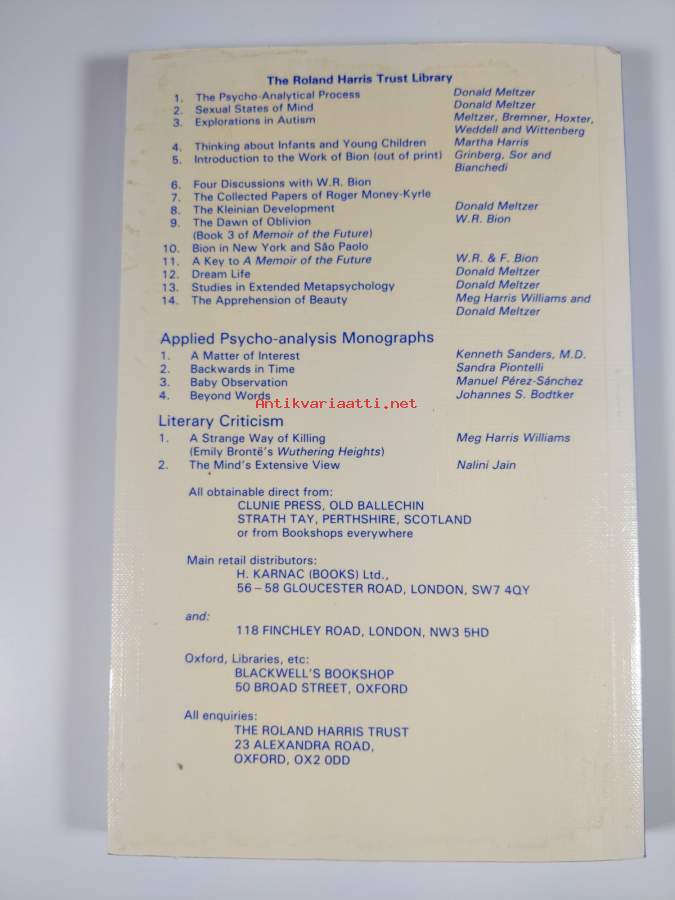 The Roland Harris Trust Library
1. The Psycho-Analytical Process Donald Meltzer
2. Sexual States of Mind Donald Meltzer
3. Explorations in Autism Meltzer, Bremner, Hoxter,
Weddell and Wittenberg
4. Thinking about Infants and Young Children Martha Harris
5. Introduction to the Work of Bion (out of print) Grinberg, Sor and
Bianchedi
6. Four Discussions with W.R. Bion
7. The Collected Papers of Roger Money-Kyrle
8. The Kleinian Development Donald Meltzer
9. The Dawn of Oblivion W.R. Bion
(Book 3 of Memoir of the Future)
10. Bion in New York and São Paolo
11. A Key to A Memoir of the Future W.R. & F. Bion
12. Dream Life Donald Meltzer
13. Studies in Extended Metapsychology Donald Meltzer
14. The Apprehension of Beauty Meg Harris Williams and
Donald Meltzer
Applied Psycho-analysis Monographs
1. A Matter of Interest Kenneth Sanders, M.D.
2. Backwards in Time Sandra Piontelli
3. Baby Observation Manuel Pérez-Sánchez
4. Beyond Words Johannes S. Bodtker
Antikvariaatti.net
Literary Criticism
1. A Strange Way of Killing Meg Harris Williams
(Emily Brontë's Wuthering Heights)
2. The Mind's Extensive View Nalini Jain
All obtainable direct from:
CLUNIE PRESS, OLD BALLECHIN
STRATH TAY, PERTHSHIRE, SCOTLAND
or from Bookshops everywhere
Main retail distributors:
H. KARNAC (BOOKS) Ltd.,
56–58 GLOUCESTER ROAD, LONDON, SW7 4QY
and:
118 FINCHLEY ROAD, LONDON, NW3 5HD
Oxford, Libraries, etc:
BLACKWELL'S BOOKSHOP
50 BROAD STREET, OXFORD
All enquiries:
THE ROLAND HARRIS TRUST
23 ALEXANDRA ROAD,
OXFORD, OX2 0DD